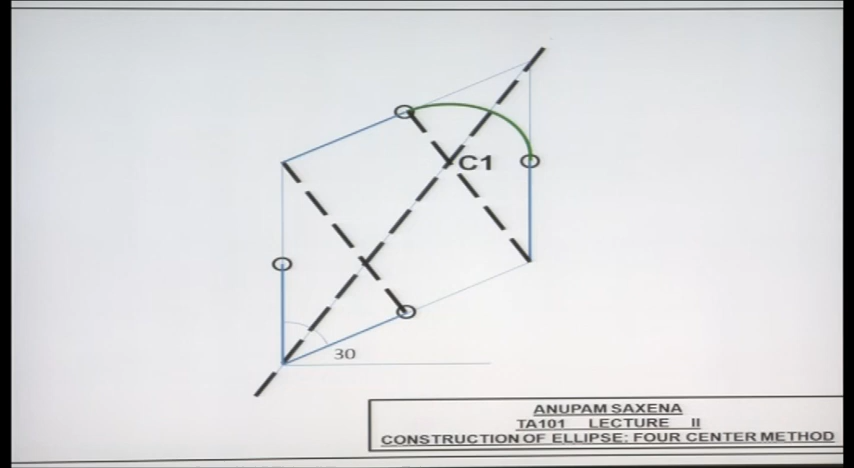 C1
30
ANUPAM SAXENA
TA101 LECTURE II
CONSTRUCTION OF ELLIPSE: FOUR CENTER METHOD